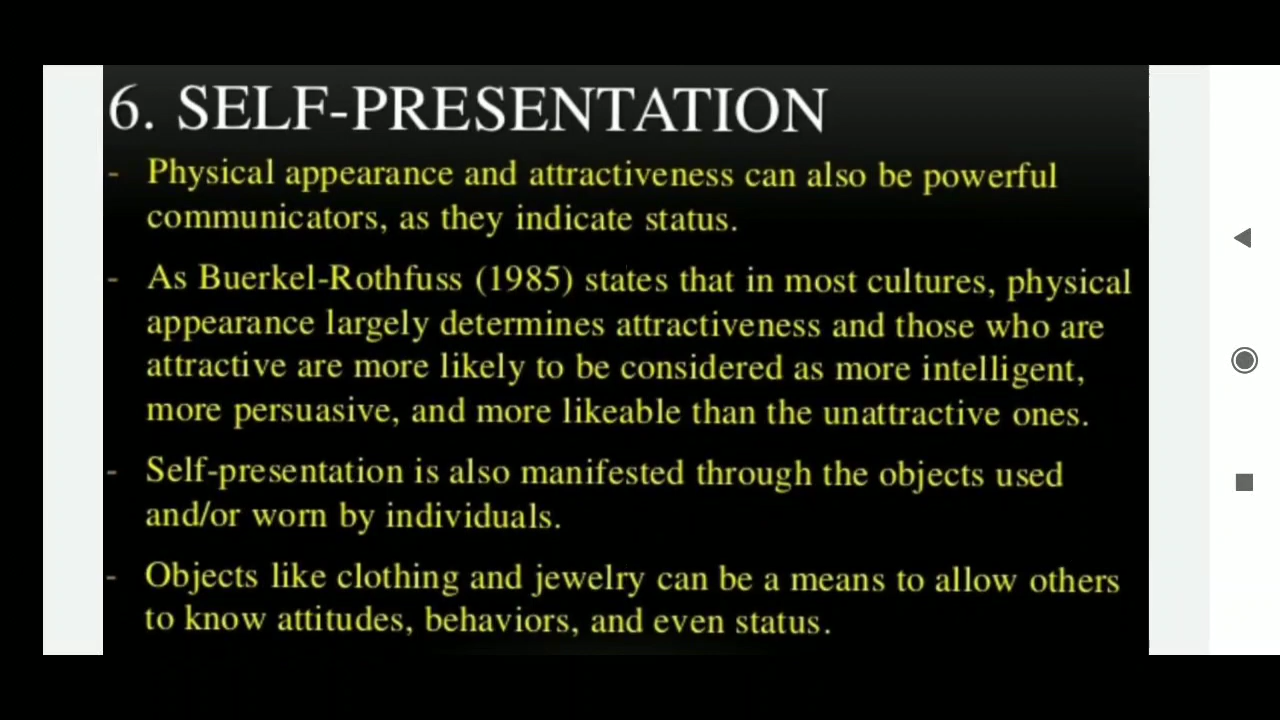 6. SELF-PRESENTATION
- Physical appearance and attractiveness can also be powerful
communicators, as they indicate status.
- As Buerkel-Rothfuss (1985) states that in most cultures, physical
appearance largely determines attractiveness and those who are
attractive are more likely to be considered as more intelligent,
more persuasive, and more likeable than the unattractive ones.
- Self-presentation is also manifested through the objects used
and/or worn by individuals.
- Objects like clothing and jewelry can be a means to allow others
to know attitudes, behaviors, and even status.